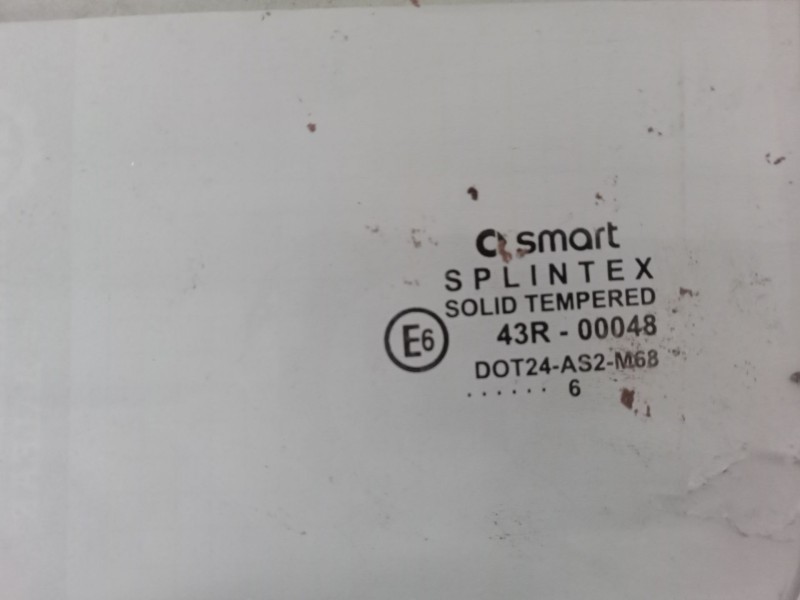 smart
SPLINTEX
SOLID TEMPERED
E6
43R - 00048
DOT24-AS2-M68
. . . . . . 6